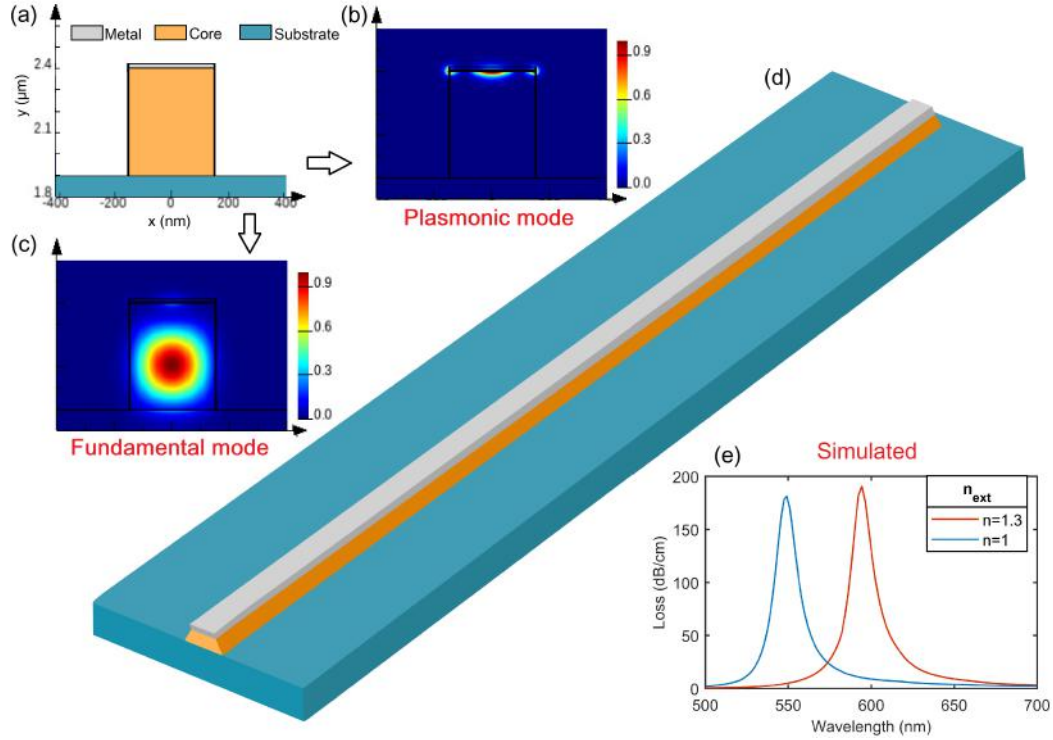 (a)
Metal Core Substrate
y (μm)
2.4
2.1
1.8
-400 -200 0 200 400
x (nm)
(b)
0.9
0.6
0.3
0.0
Plasmonic mode
(c)
0.9
0.6
0.3
0.0
Fundamental mode
(d)
(e) Simulated
Loss (dB/cm)
200
150
100
50
0
500 550 600 650 700
Wavelength (nm)
n_ext
n=1.3
n=1